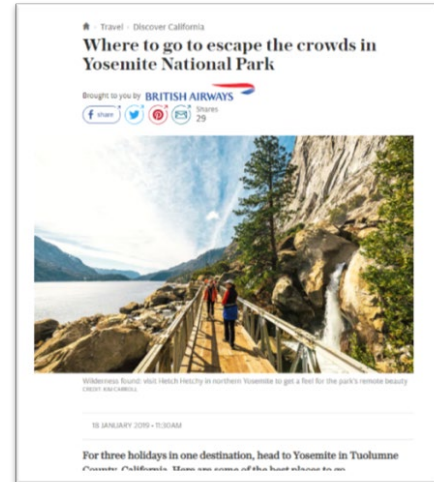 Travel · Discover California
Where to go to escape the crowds in
Yosemite National Park
Brought to you by BRITISH AIRWAYS
f share
Shares
29
Wilderness found: visit Hetch Hetchy in northern Yosemite to get a feel for the park's remote beauty
CREDIT: KIM CARROLL
18 JANUARY 2019 • 11:30AM
For three holidays in one destination, head to Yosemite in Tuolumne
County, California. Here are some of the best places to go